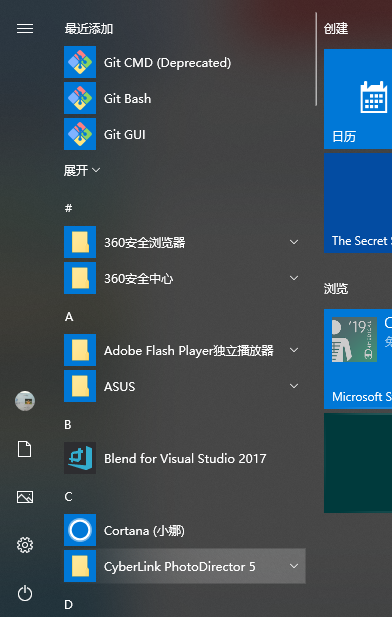 最近添加
Git CMD (Deprecated)
Git Bash
Git GUI
展开
#
360安全浏览器
360安全中心
A
Adobe Flash Player独立播放器
ASUS
B
Blend for Visual Studio 2017
C
Cortana (小娜)
CyberLink PhotoDirector 5
D
创建
日历
The Secret S
浏览
'19
3D
Microsoft S